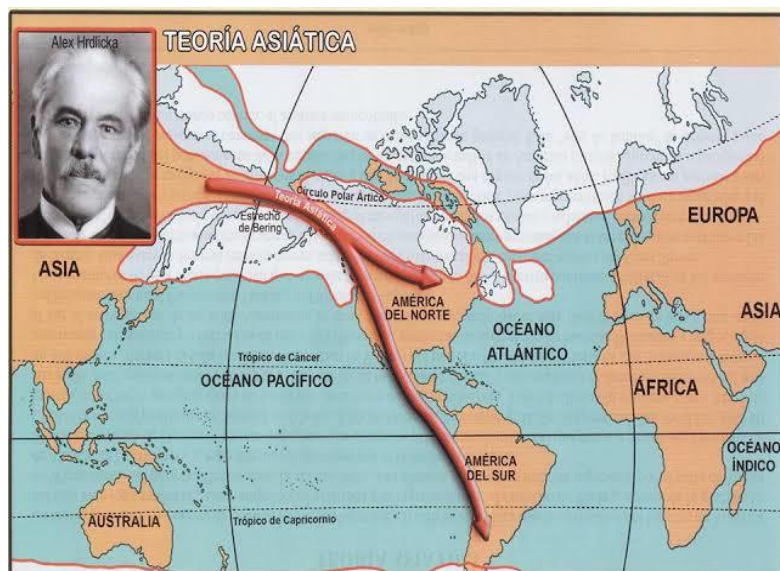 Alex Hrdlicka
TEORÍA ASIÁTICA
Círculo Polar Ártico
Teoría Asiática
Estrecho
de Bering
EUROPA
ASIA
AMÉRICA
DEL NORTE
OCÉANO
ATLÁNTICO
ASIA
Trópico de Cáncer
OCÉANO PACÍFICO
ÁFRICA
OCÉANO
ÍNDICO
AMÉRICA
DEL SUR
AUSTRALIA
Trópico de Capricornio